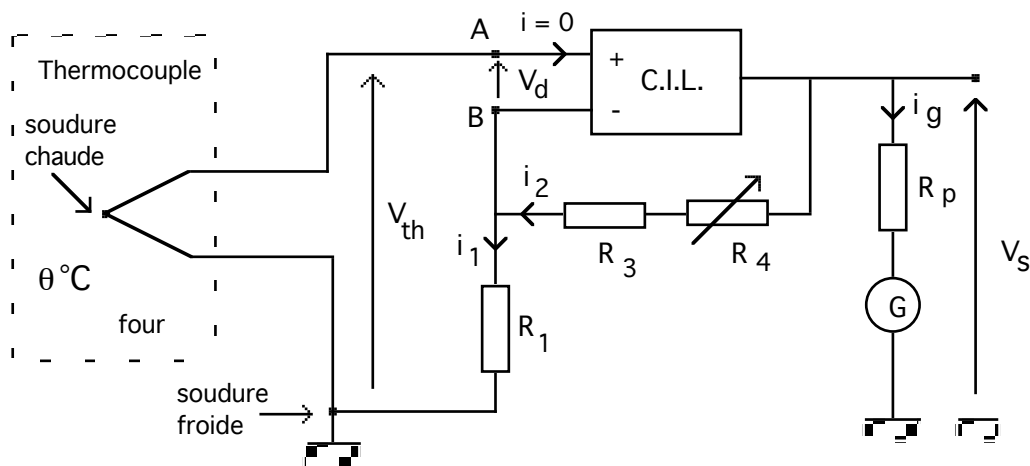 Thermocouple
soudure
chaude
θ °C
four
soudure
froide
V th
A
i = 0
V d
B
+
-
C.I.L.
i 2
R 3
R 4
i 1
R 1
i g
R p
G
V s